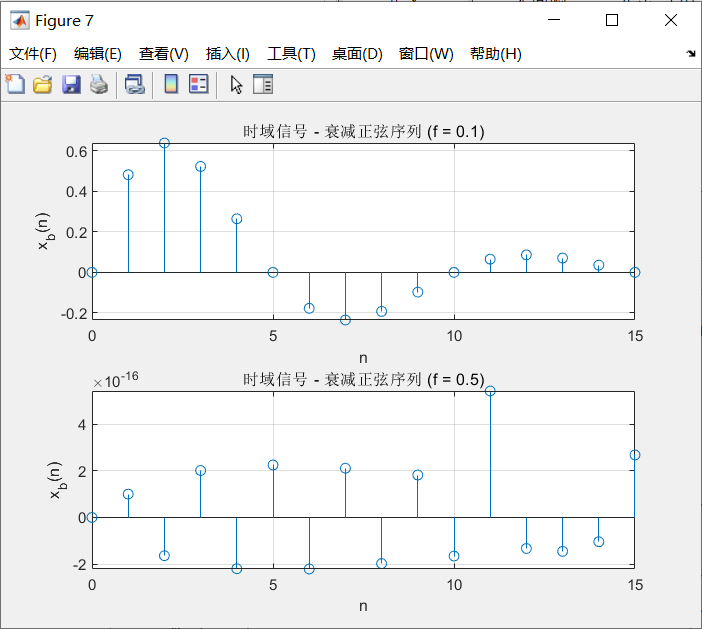 Figure 7
文件(F) 编辑(E) 查看(V) 插入(I) 工具(T) 桌面(D) 窗口(W) 帮助(H)
时域信号 - 衰减正弦序列 (f = 0.1)
0.6
0.4
0.2
0
-0.2
x_b(n)
0 5 10 15
n
×10^-16
时域信号 - 衰减正弦序列 (f = 0.5)
4
2
0
-2
x_b(n)
0 5 10 15
n